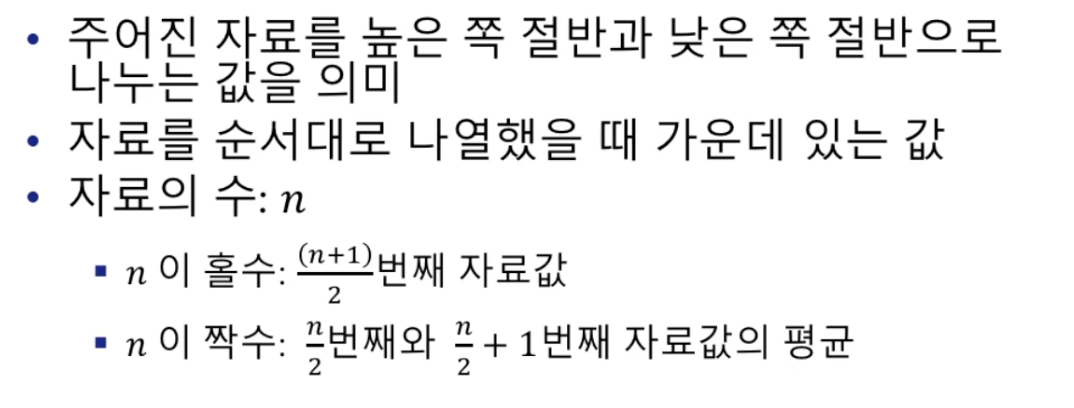 • 주어진 자료를 높은 쪽 절반과 낮은 쪽 절반으로
나누는 값을 의미
• 자료를 순서대로 나열했을 때 가운데 있는 값
• 자료의 수: n
▪ n 이 홀수: (n+1)/2 번째 자료값
▪ n 이 짝수: n/2 번째와 n/2 + 1번째 자료값의 평균